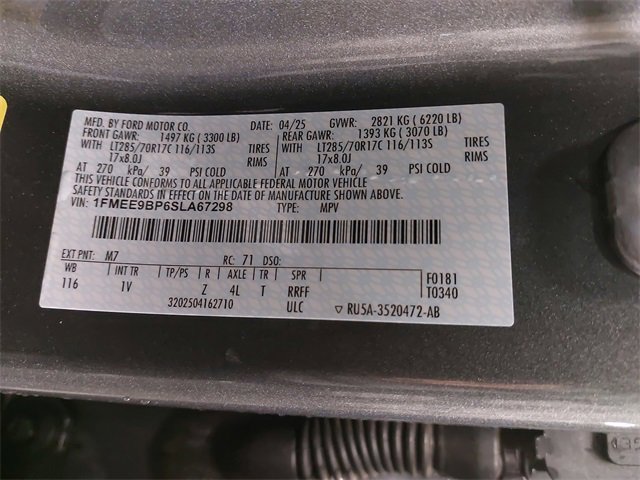 MFD. BY FORD MOTOR CO. DATE: 04/25 GVWR: 2821 KG ( 6220 LB)
FRONT GAWR: 1497 KG ( 3300 LB) REAR GAWR: 1393 KG ( 3070 LB)
WITH LT285/70R17C 116/113S TIRES WITH LT285/70R17C 116/113S TIRES
17x8.0J RIMS 17x8.0J RIMS
AT 270 kPa/ 39 PSI COLD AT 270 kPa/ 39 PSI COLD
THIS VEHICLE CONFORMS TO ALL APPLICABLE FEDERAL MOTOR VEHICLE
SAFETY STANDARDS IN EFFECT ON THE DATE OF MANUFACTURE SHOWN ABOVE.
VIN: 1FMEE9BP6SLA67298 TYPE: MPV
EXT PNT: M7 RC: 71 DSO:
WB INT TR TP/PS R AXLE TR SPR F0181
116 1V Z 4L T RRFF T0340
3202504162710 ULC ▽ RU5A-3520472-AB